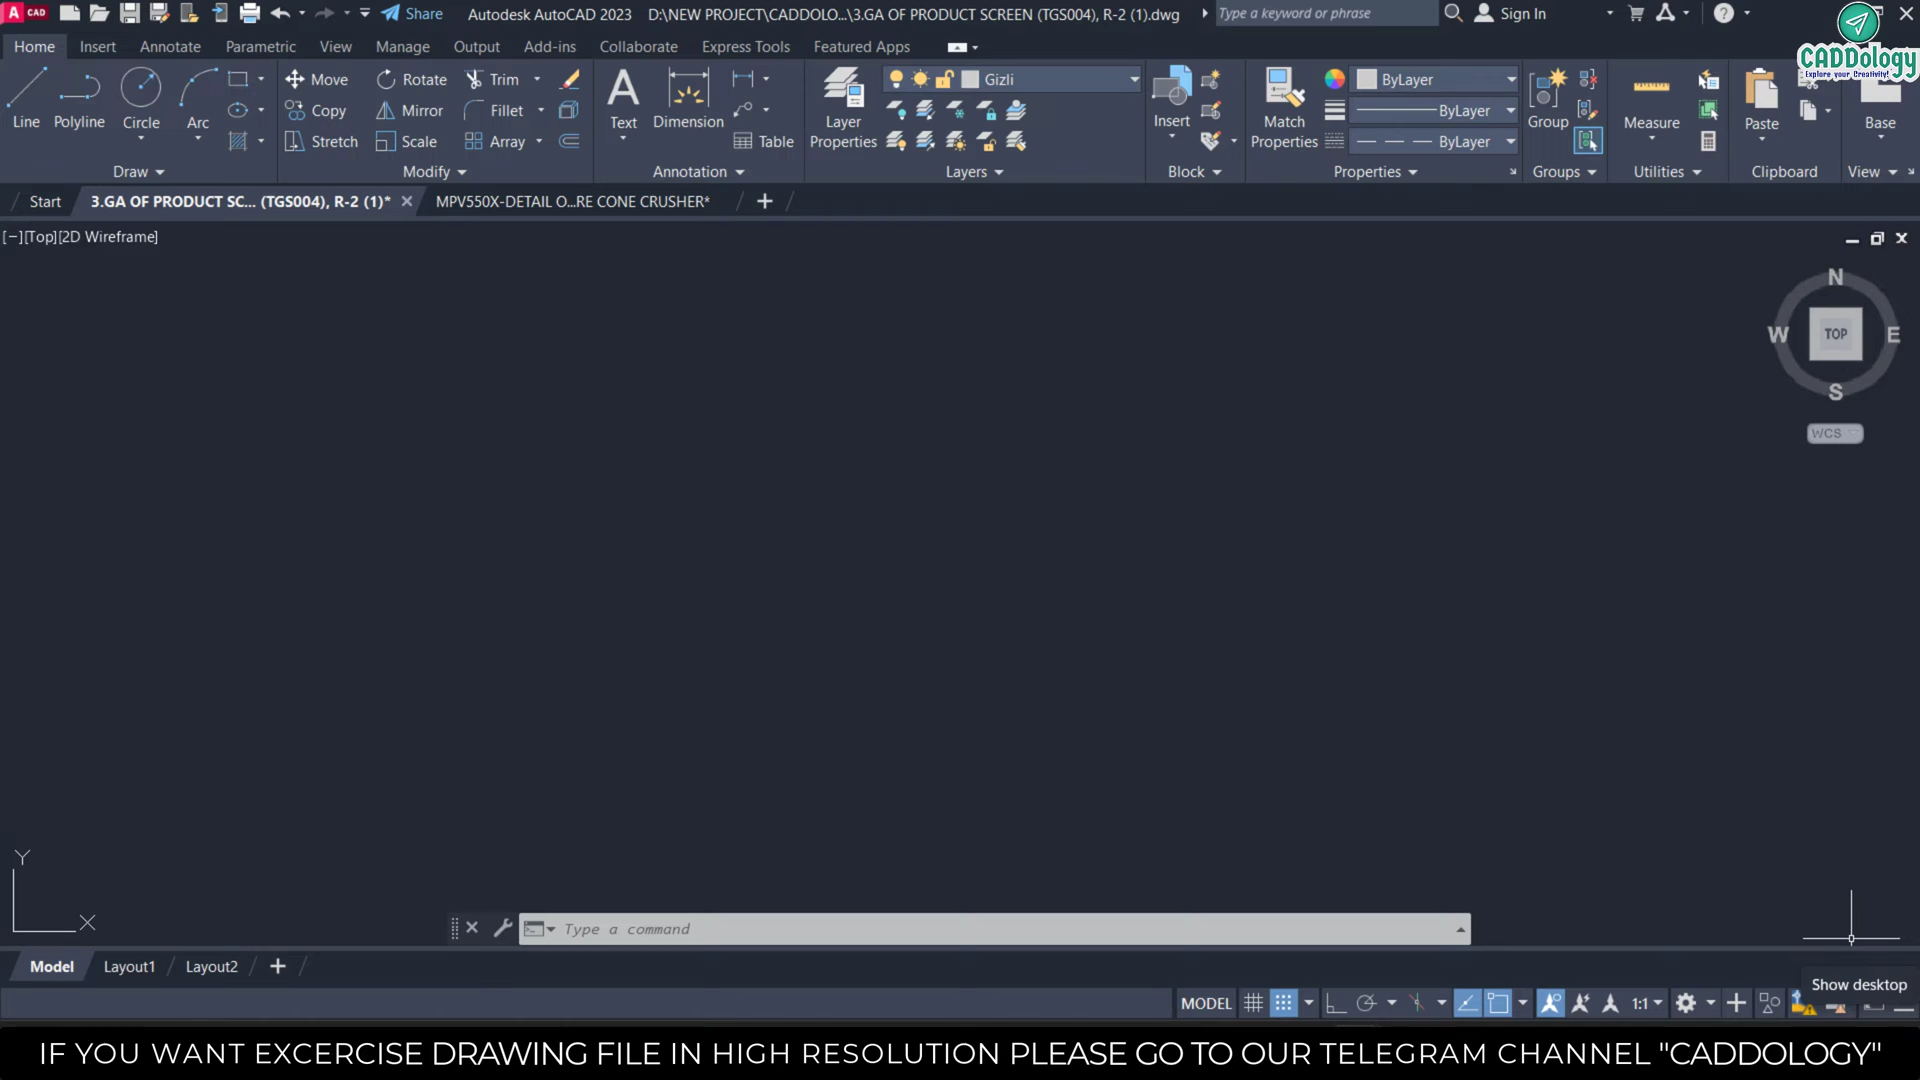 A CAD Share Autodesk AutoCAD 2023 D:\NEW PROJECT\CADDOLO...\3.GA OF PRODUCT SCREEN (TGS004), R-2 (1).dwg Type a keyword or phrase Sign In ?
CADDology
Explore your Creativity!
Home Insert Annotate Parametric View Manage Output Add-ins Collaborate Express Tools Featured Apps
Line Polyline Circle Arc
Move Rotate Trim
Copy Mirror Fillet
Stretch Scale Array
A
Text Dimension Table
Layer
Properties
Gizli
Insert
Match
Properties
ByLayer
ByLayer
ByLayer
Group Measure Paste Base
Draw Modify Annotation Layers Block Properties Groups Utilities Clipboard View
Start 3.GA OF PRODUCT SC... (TGS004), R-2 (1)* MPV550X-DETAIL O...RE CONE CRUSHER* +
[−][Top][2D Wireframe]
N
W TOP E
S
WCS
Y
X
Type a command
Model Layout1 Layout2 +
Show desktop
MODEL 1:1
IF YOU WANT EXCERCISE DRAWING FILE IN HIGH RESOLUTION PLEASE GO TO OUR TELEGRAM CHANNEL "CADDOLOGY"